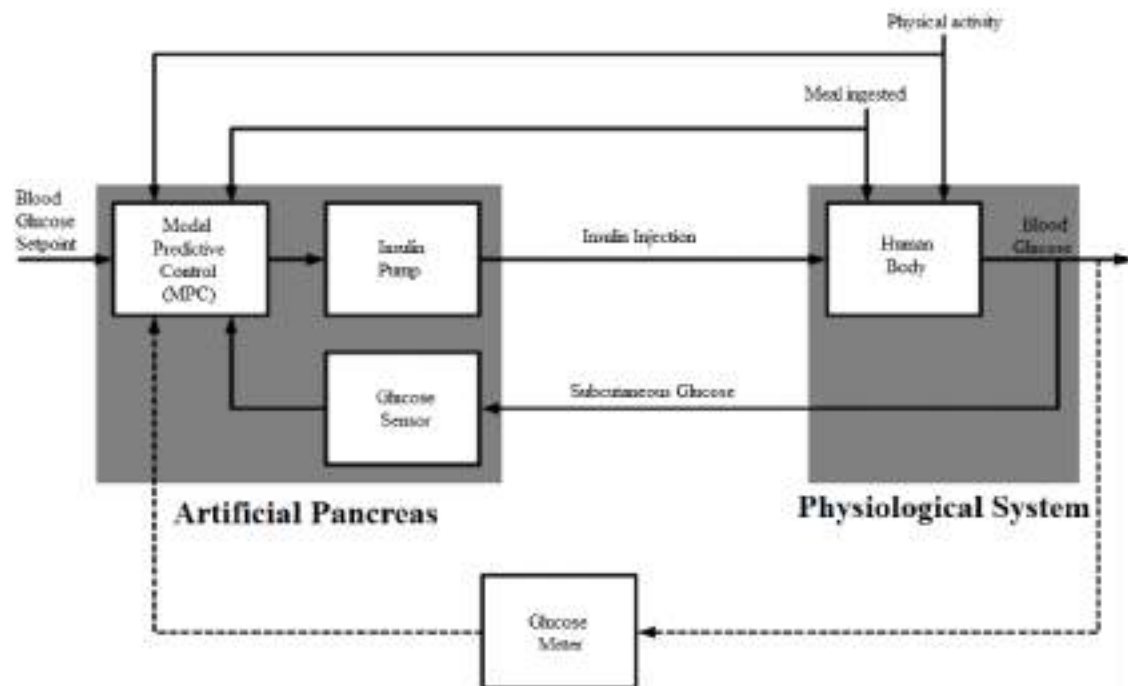 Physical activity
Meal ingested
Blood
Glucose
Setpoint
Model
Predictive
Control
(MPC)
Insulin
Pump
Insulin Injection
Human
Body
Blood
Glucose
Glucose
Sensor
Subcutaneous Glucose
Artificial Pancreas
Physiological System
Glucose
Meter